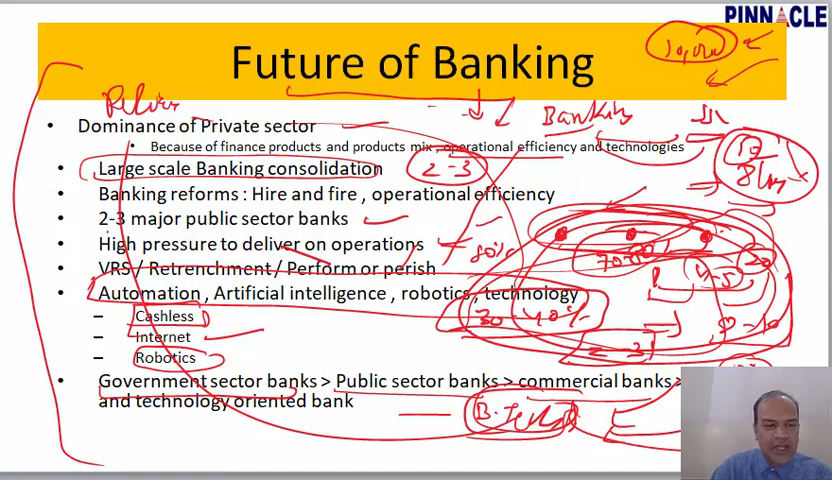 PINNACLE
Future of Banking
Banking
• Dominance of Private sector
• Because of finance products and products mix , operational efficiency and technologies
• Large scale Banking consolidation 2-3
• Banking reforms : Hire and fire , operational efficiency
• 2-3 major public sector banks
• High pressure to deliver on operations
80%
• VRS / Retrenchment / Perform or perish
• Automation , Artificial intelligence , robotics , technology
– Cashless
30 - 40%
– Internet
2-3
– Robotics
• Government sector banks > Public sector banks > commercial banks >
and technology oriented bank